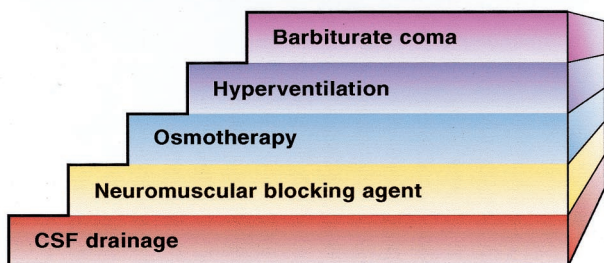 Barbiturate coma
Hyperventilation
Osmotherapy
Neuromuscular blocking agent
CSF drainage